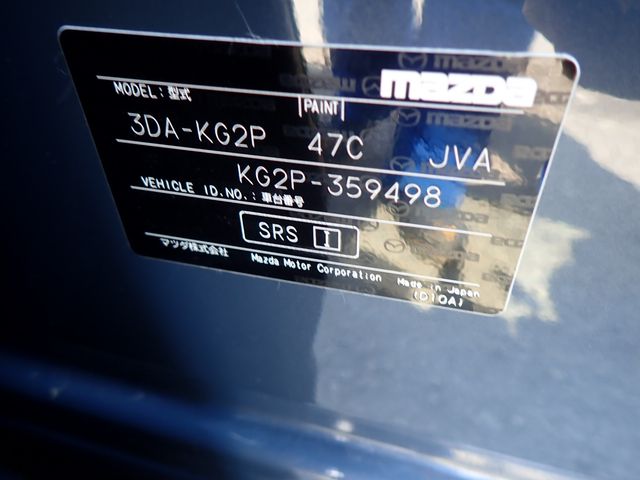 mazda
MODEL : 型式
PAINT
3DA-KG2P 47C JVA
KG2P-359498
VEHICLE ID.NO. : 車台番号
SRS I
マツダ株式会社 Mazda Motor Corporation Made in Japan
(D10A)